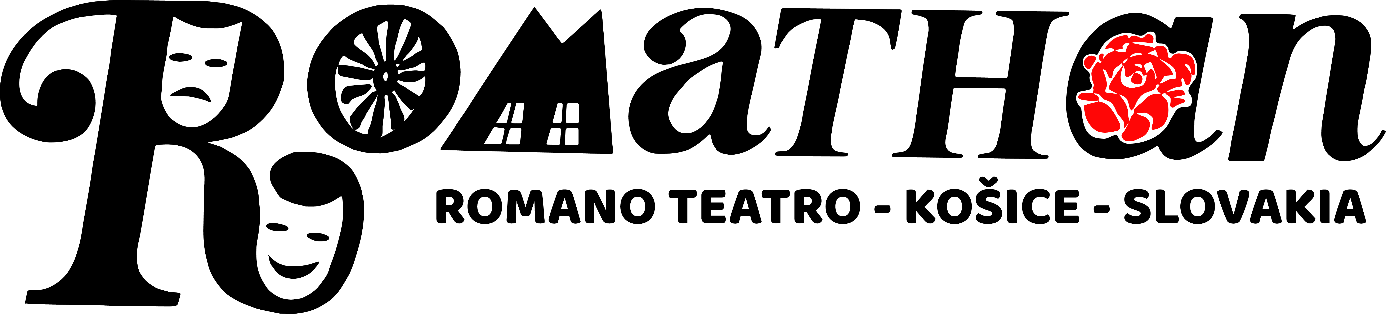 ROMaTHan
ROMANO TEATRO - KOŠICE - SLOVAKIA